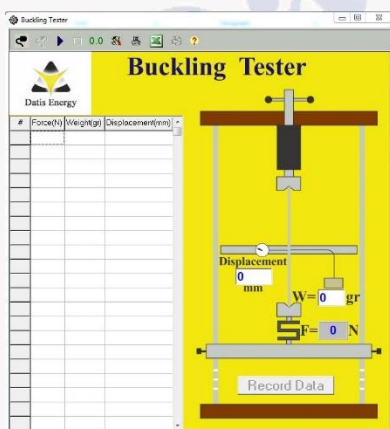 Buckling Tester
0.0
?
Buckling Tester
Datis Energy
# Force(N) Weight(gr) Displacement(mm)
Displacement
0
mm
W= 0 gr
F= 0 N
Record Data